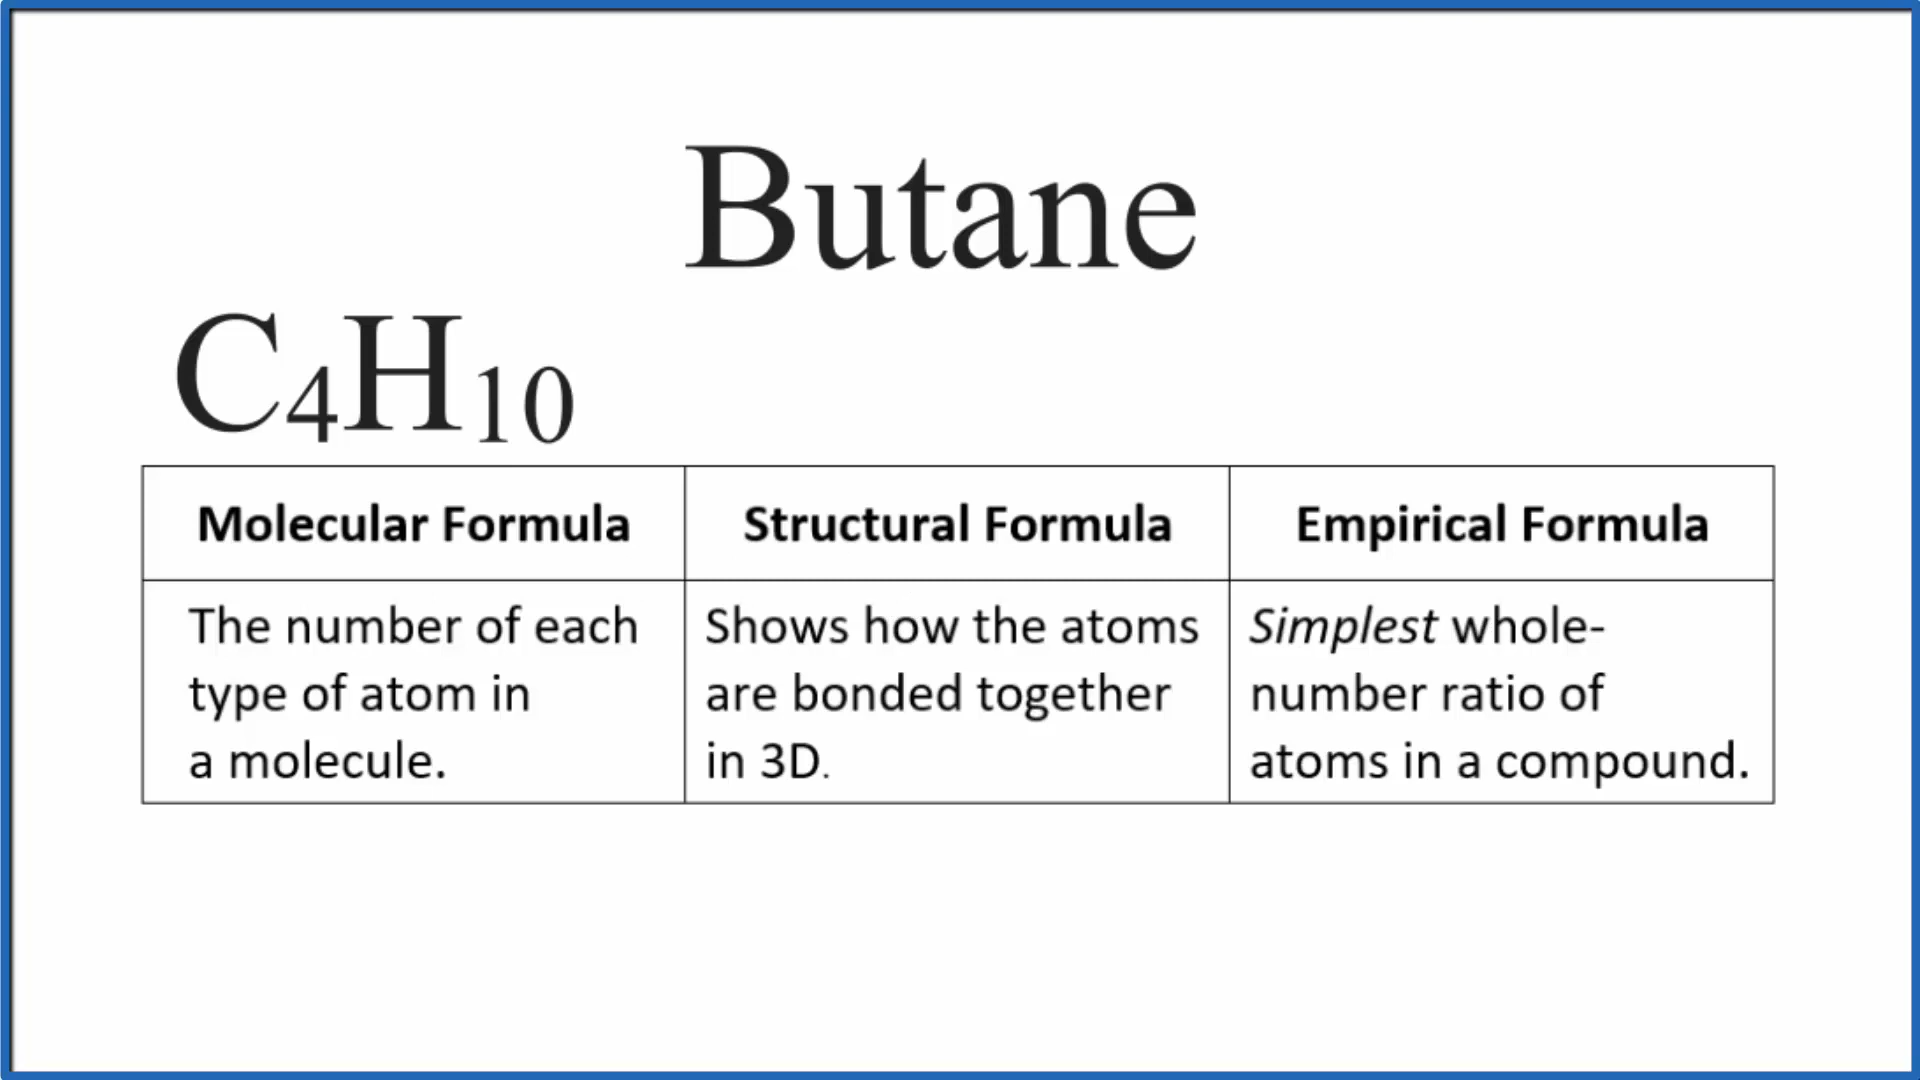 Butane
C₄H₁₀
Molecular Formula
Structural Formula
Empirical Formula
The number of each
type of atom in
a molecule.
Shows how the atoms
are bonded together
in 3D.
Simplest whole-
number ratio of
atoms in a compound.